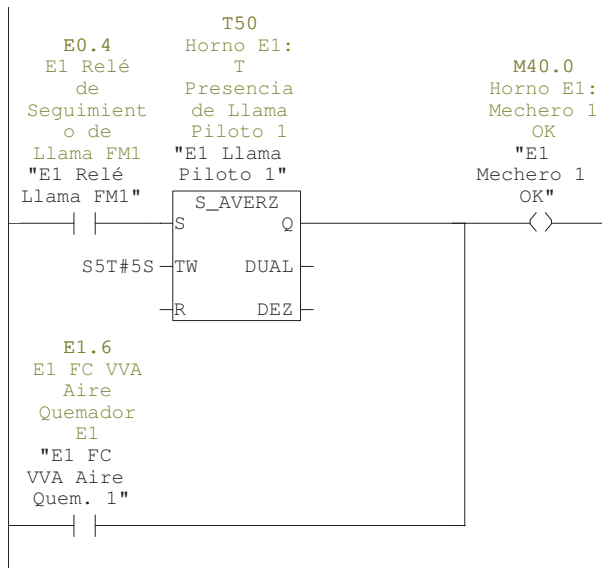 T50
Horno E1:
T
Presencia
de Llama
Piloto 1
"E1 Llama
Piloto 1"
E0.4
E1 Relé
de
Seguimient
o de
Llama FM1
"E1 Relé
Llama FM1"
M40.0
Horno E1:
Mechero 1
OK
"E1
Mechero 1
OK"
S_AVERZ
S
Q
S5T#5S
TW
DUAL
R
DEZ
E1.6
E1 FC VVA
Aire
Quemador
E1
"E1 FC
VVA Aire
Quem. 1"